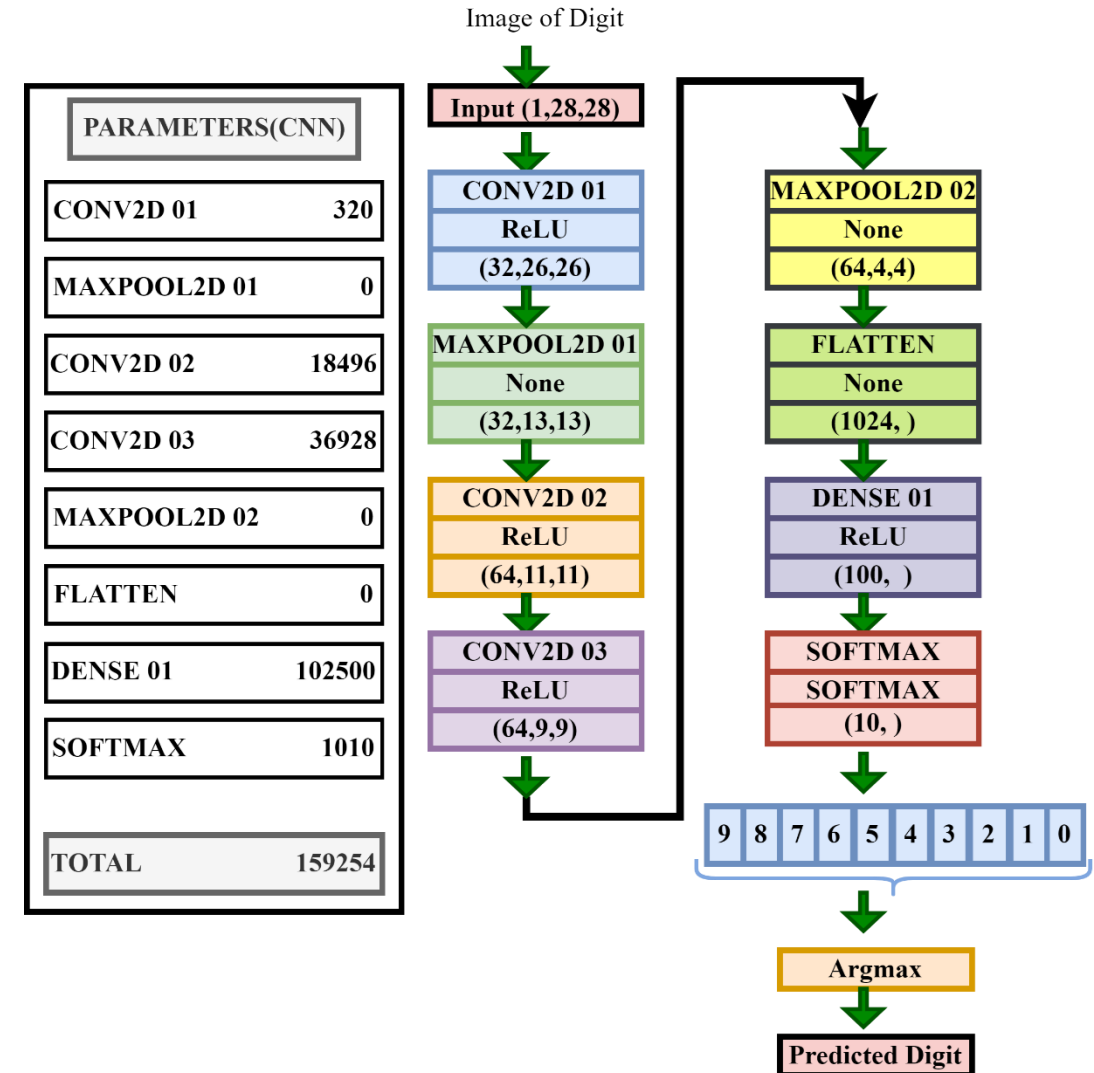 Image of Digit
PARAMETERS(CNN)
CONV2D 01 320
MAXPOOL2D 01 0
CONV2D 02 18496
CONV2D 03 36928
MAXPOOL2D 02 0
FLATTEN 0
DENSE 01 102500
SOFTMAX 1010
TOTAL 159254
Input (1,28,28)
CONV2D 01
ReLU
(32,26,26)
MAXPOOL2D 01
None
(32,13,13)
CONV2D 02
ReLU
(64,11,11)
CONV2D 03
ReLU
(64,9,9)
MAXPOOL2D 02
None
(64,4,4)
FLATTEN
None
(1024, )
DENSE 01
ReLU
(100, )
SOFTMAX
SOFTMAX
(10, )
9 8 7 6 5 4 3 2 1 0
Argmax
Predicted Digit